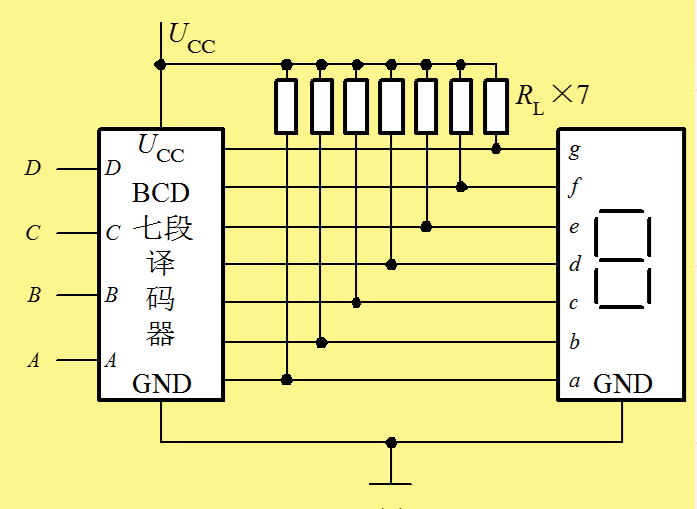 U_CC
R_L×7
U_CC
D D
BCD
C C
七段
译
B B
码
器
A A
GND
g
f
e
d
c
b
a GND